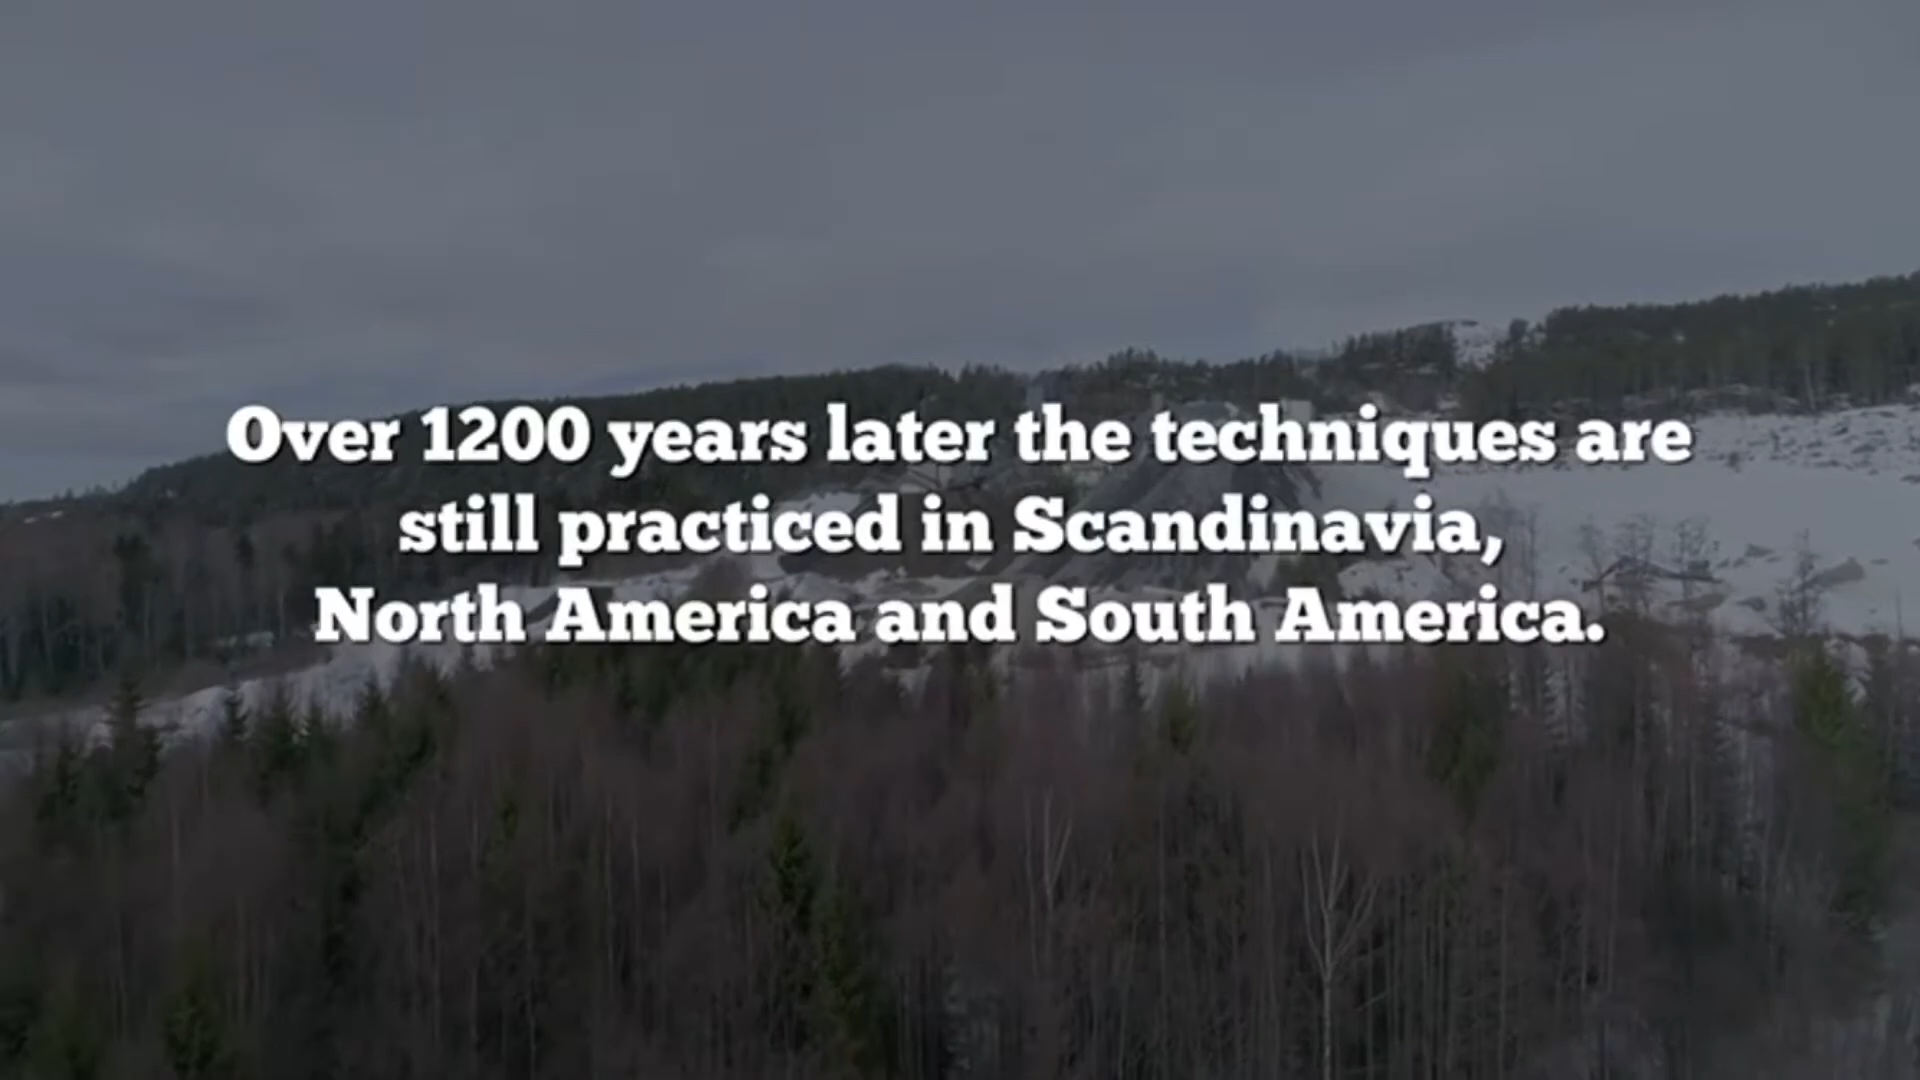 Over 1200 years later the techniques are
still practiced in Scandinavia,
North America and South America.